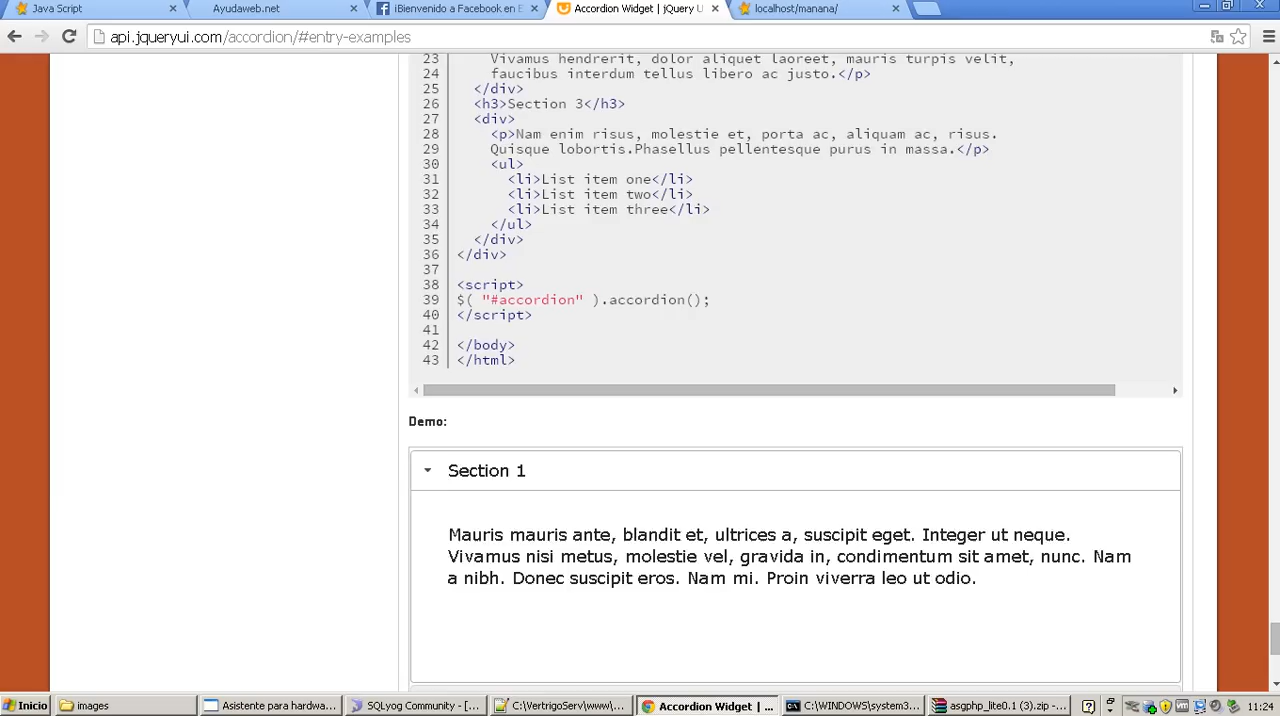 Java Script
Ayudaweb.net
¡Bienvenido a Facebook en E
Accordion Widget | jQuery U
localhost/manana/
api.jqueryui.com/accordion/#entry-examples
23 Vivamus hendrerit, dolor aliquet laoreet, mauris turpis velit,
24 faucibus interdum tellus libero ac justo.</p>
25 </div>
26 <h3>Section 3</h3>
27 <div>
28 <p>Nam enim risus, molestie et, porta ac, aliquam ac, risus.
29 Quisque lobortis.Phasellus pellentesque purus in massa.</p>
30 <ul>
31 <li>List item one</li>
32 <li>List item two</li>
33 <li>List item three</li>
34 </ul>
35 </div>
36 </div>
37
38 <script>
39 $( "#accordion" ).accordion();
40 </script>
41
42 </body>
43 </html>
Demo:
Section 1
Mauris mauris ante, blandit et, ultrices a, suscipit eget. Integer ut neque.
Vivamus nisi metus, molestie vel, gravida in, condimentum sit amet, nunc. Nam
a nibh. Donec suscipit eros. Nam mi. Proin viverra leo ut odio.
Inicio
images
Asistente para hardwa...
SQLyog Community - [...
C:\VertrigoServ\www\...
Accordion Widget | ...
C:\WINDOWS\system3...
asgphp_lite0.1 (3).zip - ...
11:24